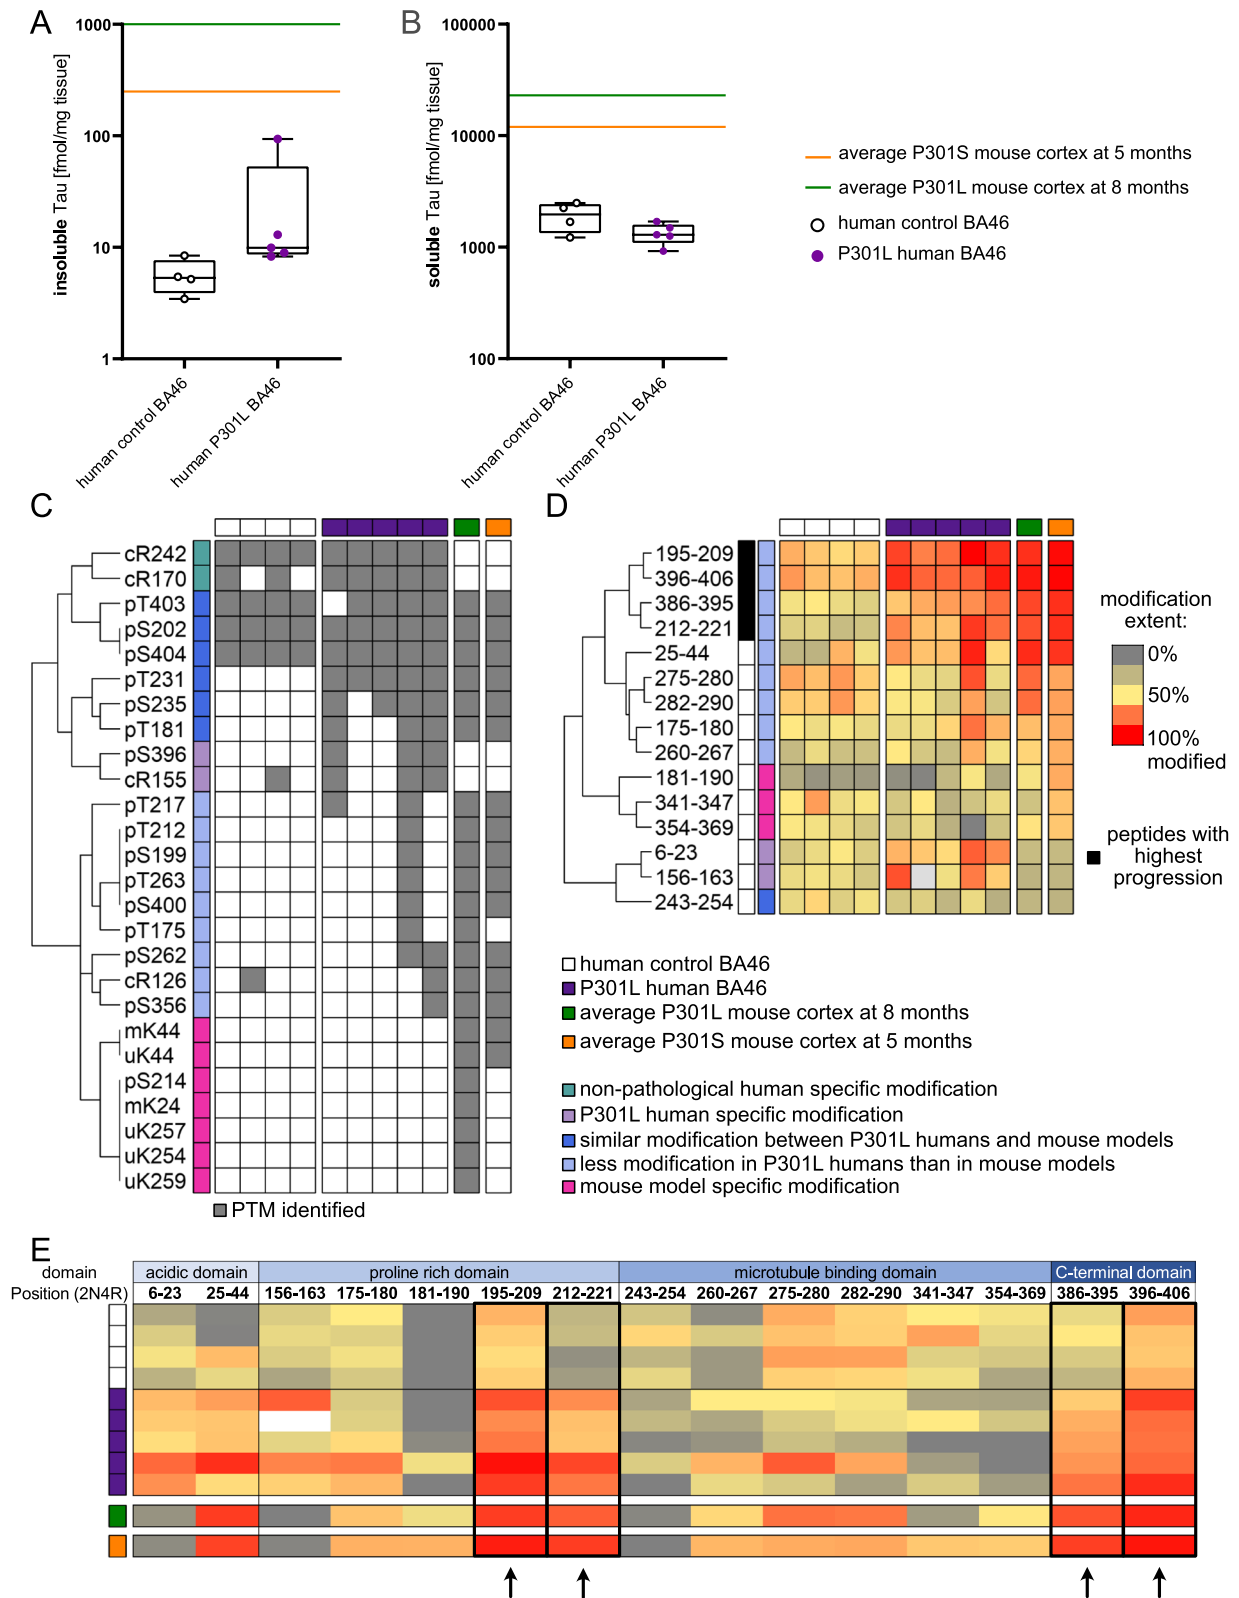 A
1000
100
10
1
insoluble Tau [fmol/mg tissue]
human control BA46
human P301L BA46
B
100000
10000
1000
100
soluble Tau [fmol/mg tissue]
human control BA46
human P301L BA46
average P301S mouse cortex at 5 months
average P301L mouse cortex at 8 months
human control BA46
P301L human BA46
C
cR242
cR170
pT403
pS202
pS404
pT231
pS235
pT181
pS396
cR155
pT217
pT212
pS199
pT263
pS400
pT175
pS262
cR126
pS356
mK44
uK44
pS214
mK24
uK257
uK254
uK259
PTM identified
D
195-209
396-406
386-395
212-221
25-44
275-280
282-290
175-180
260-267
181-190
341-347
354-369
6-23
156-163
243-254
modification
extent:
0%
50%
100%
modified
peptides with
highest
progression
human control BA46
P301L human BA46
average P301L mouse cortex at 8 months
average P301S mouse cortex at 5 months
non-pathological human specific modification
P301L human specific modification
similar modification between P301L humans and mouse models
less modification in P301L humans than in mouse models
mouse model specific modification
E
domain acidic domain proline rich domain microtubule binding domain C-terminal domain
Position (2N4R) 6-23 25-44 156-163 175-180 181-190 195-209 212-221 243-254 260-267 275-280 282-290 341-347 354-369 386-395 396-406